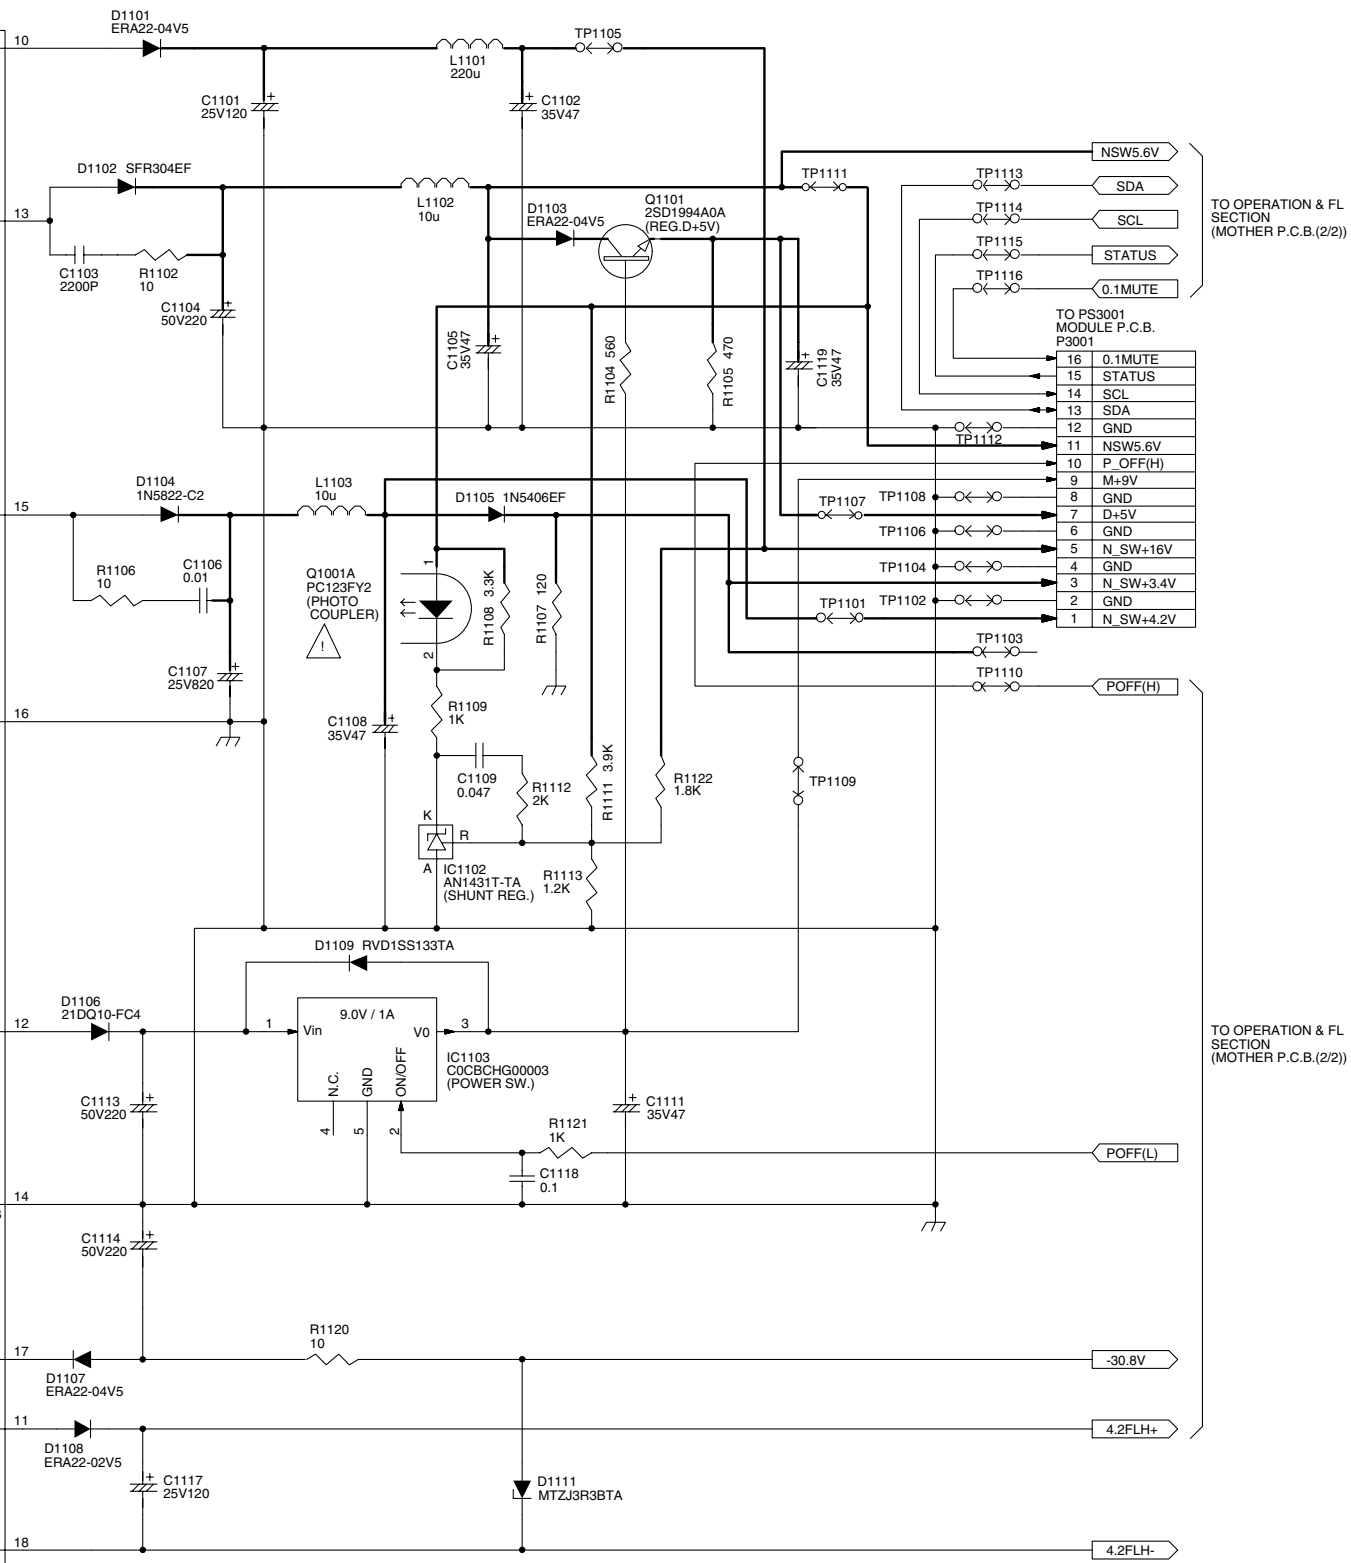 D1101
ERA22-04V5
10
TP1105
L1101
220u
C1101
25V120
C1102
35V47
D1102 SFR304EF
13
C1103
2200P
R1102
10
L1102
10u
C1104
50V220
D1103
ERA22-04V5
Q1101
2SD1994A0A
(REG.D+5V)
TP1111
C1105
35V47
R1104 560
R1105 470
C1119
35V47
NSW5.6V
TP1113
SDA
TP1114
SCL
TP1115
STATUS
TP1116
0.1MUTE
TO OPERATION & FL
SECTION
(MOTHER P.C.B.(2/2))
TO PS3001
MODULE P.C.B.
P3001
16 0.1MUTE
15 STATUS
14 SCL
13 SDA
12 GND
11 NSW5.6V
10 P_OFF(H)
9 M+9V
8 GND
7 D+5V
6 GND
5 N_SW+16V
4 GND
3 N_SW+3.4V
2 GND
1 N_SW+4.2V
TP1112
TP1108
TP1107
TP1106
TP1104
TP1102
TP1101
TP1103
TP1110
POFF(H)
TP1109
15
D1104
1N5822-C2
L1103
10u
D1105 1N5406EF
R1106
10
C1106
0.01
Q1001A
PC123FY2
(PHOTO
COUPLER)
!
1
2
R1108 3.3K
R1107 120
C1107
25V820
16
C1108
35V47
R1109
1K
C1109
0.047
R1112
2K
R1111 3.9K
R1122
1.8K
K
R
A
IC1102
AN1431T-TA
(SHUNT REG.)
R1113
1.2K
D1109 RVD1SS133TA
D1106
21DQ10-FC4
12
1
Vin
9.0V / 1A
V0
3
N.C.
GND
ON/OFF
4
5
2
IC1103
C0CBCHG00003
(POWER SW.)
C1113
50V220
C1111
35V47
R1121
1K
C1118
0.1
POFF(L)
TO OPERATION & FL
SECTION
(MOTHER P.C.B.(2/2))
14
C1114
50V220
17
D1107
ERA22-04V5
R1120
10
-30.8V
11
D1108
ERA22-02V5
4.2FLH+
C1117
25V120
D1111
MTZJ3R3BTA
18
4.2FLH-